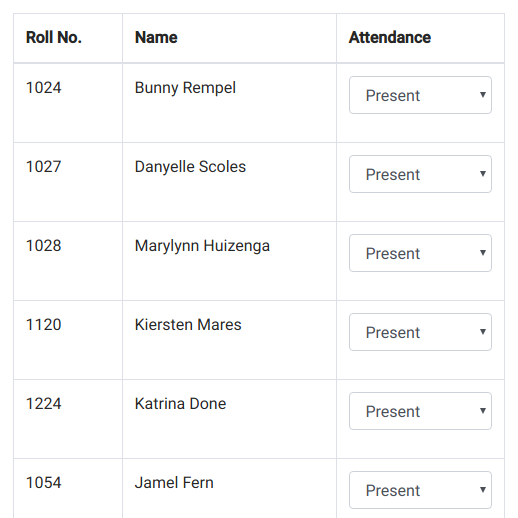 Roll No. Name Attendance
1024 Bunny Rempel Present
1027 Danyelle Scoles Present
1028 Marylynn Huizenga Present
1120 Kiersten Mares Present
1224 Katrina Done Present
1054 Jamel Fern Present